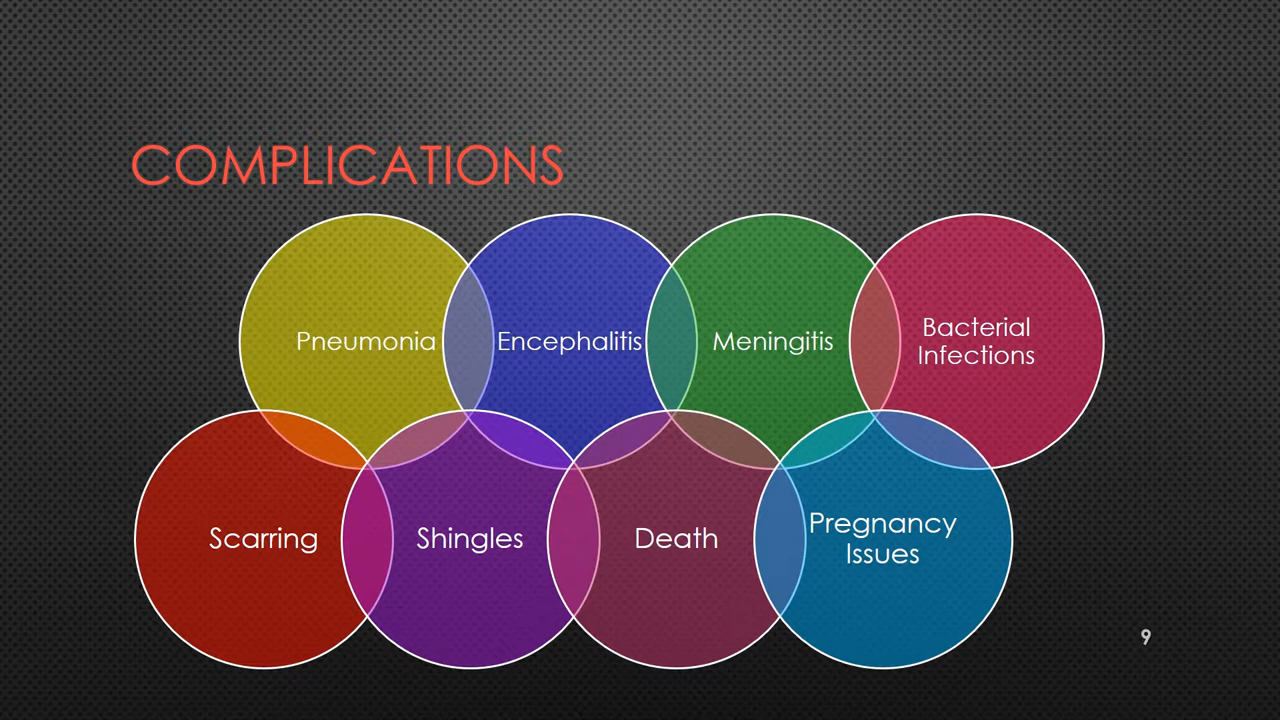 COMPLICATIONS
Pneumonia
Encephalitis
Meningitis
Bacterial
Infections
Scarring
Shingles
Death
Pregnancy
Issues
9